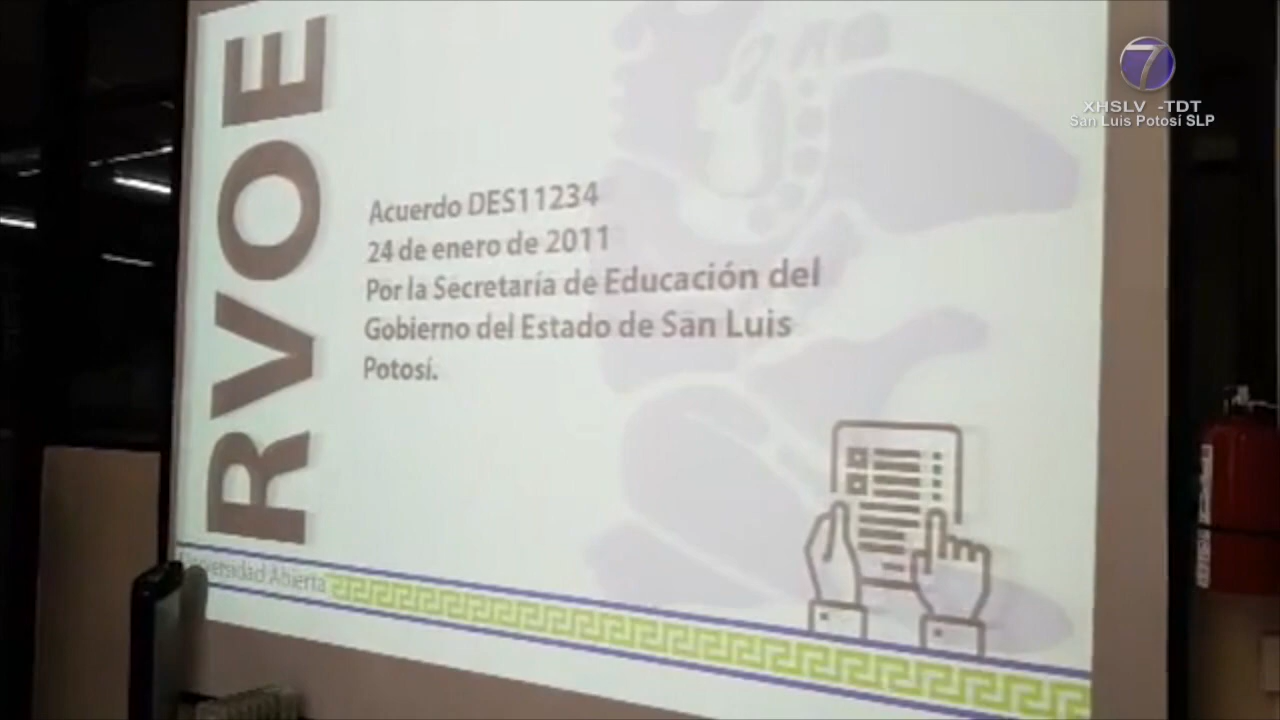 RVOE
Acuerdo DES11234
24 de enero de 2011
Por la Secretaría de Educación del
Gobierno del Estado de San Luis
Potosí.
Universidad Abierta
7
XHSLV -TDT
San Luis Potosí SLP